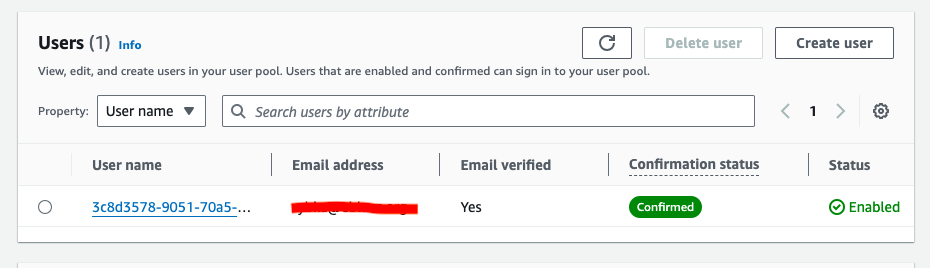 Users (1) Info
Delete user
Create user
View, edit, and create users in your user pool. Users that are enabled and confirmed can sign in to your user pool.
Property: User name Search users by attribute 1
User name Email address Email verified Confirmation status Status
3c8d3578-9051-70a5-... Yes Confirmed Enabled